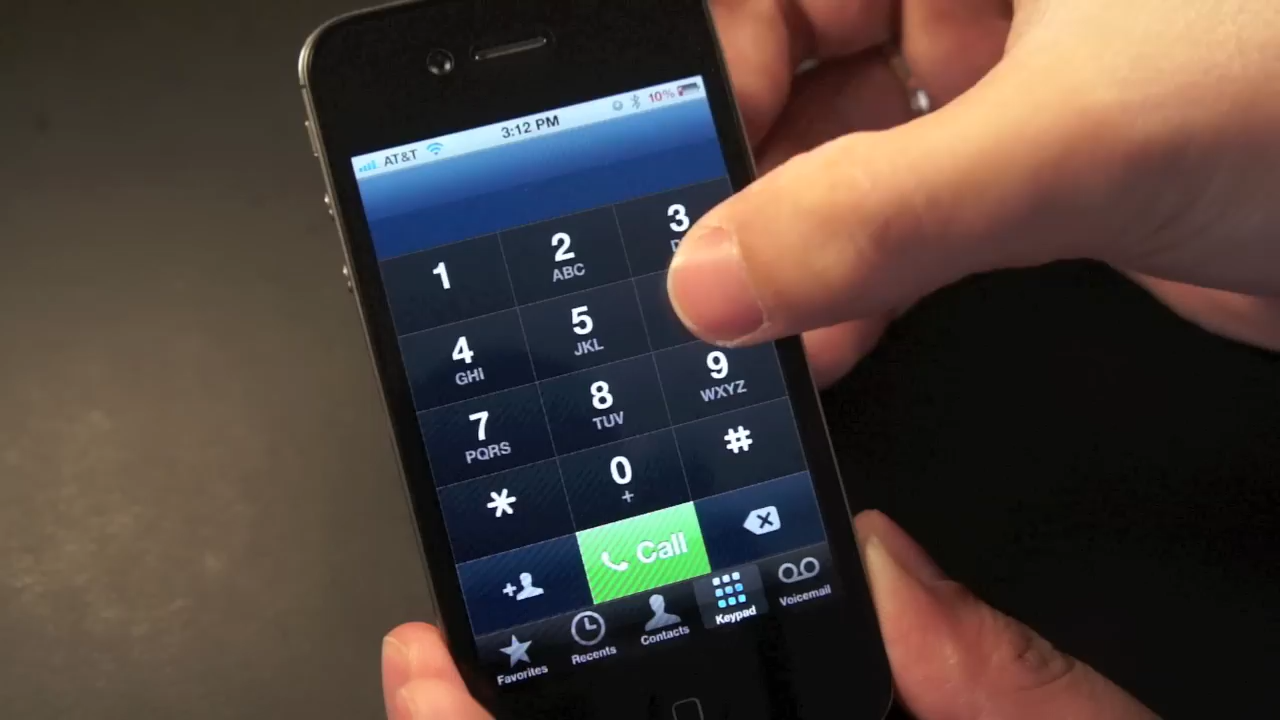 AT&T 3:12 PM 10%
1 2 3
ABC
4 5
GHI JKL
7 8 9
PQRS TUV WXYZ
* 0 #
+
Call
Favorites Recents Contacts Keypad Voicemail